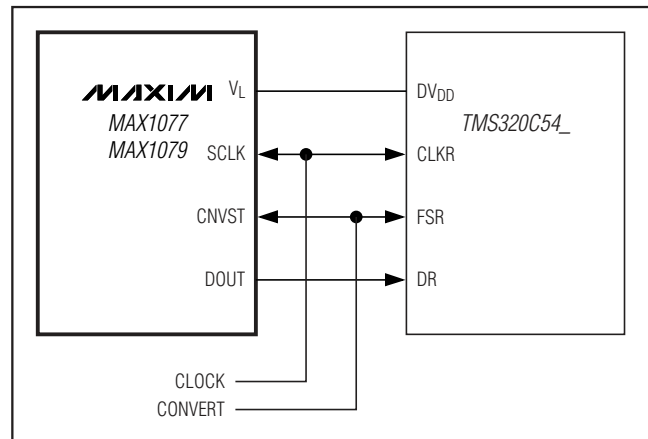 MAXIM
MAX1077
MAX1079
VL
SCLK
CNVST
DOUT
DVDD
TMS320C54_
CLKR
FSR
DR
CLOCK
CONVERT